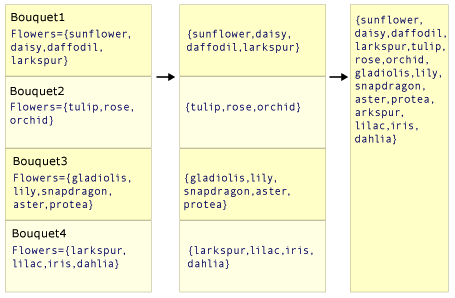 Bouquet1
Flowers={sunflower,
daisy,daffodil,
larkspur}
Bouquet2
Flowers={tulip,rose,
orchid}
Bouquet3
Flowers={gladiolis,
lily,snapdragon,
aster,protea}
Bouquet4
Flowers={larkspur,
lilac,iris,dahlia}
{sunflower,daisy,
daffodil,larkspur}
{tulip,rose,orchid}
{gladiolis,lily,
snapdragon,aster,
protea}
{larkspur,lilac,iris,
dahlia}
{sunflower,
daisy,daffodil,
larkspur,tulip,
rose,orchid,
gladiolis,lily,
snapdragon,
aster,protea,
arkspur,
lilac,iris,
dahlia}